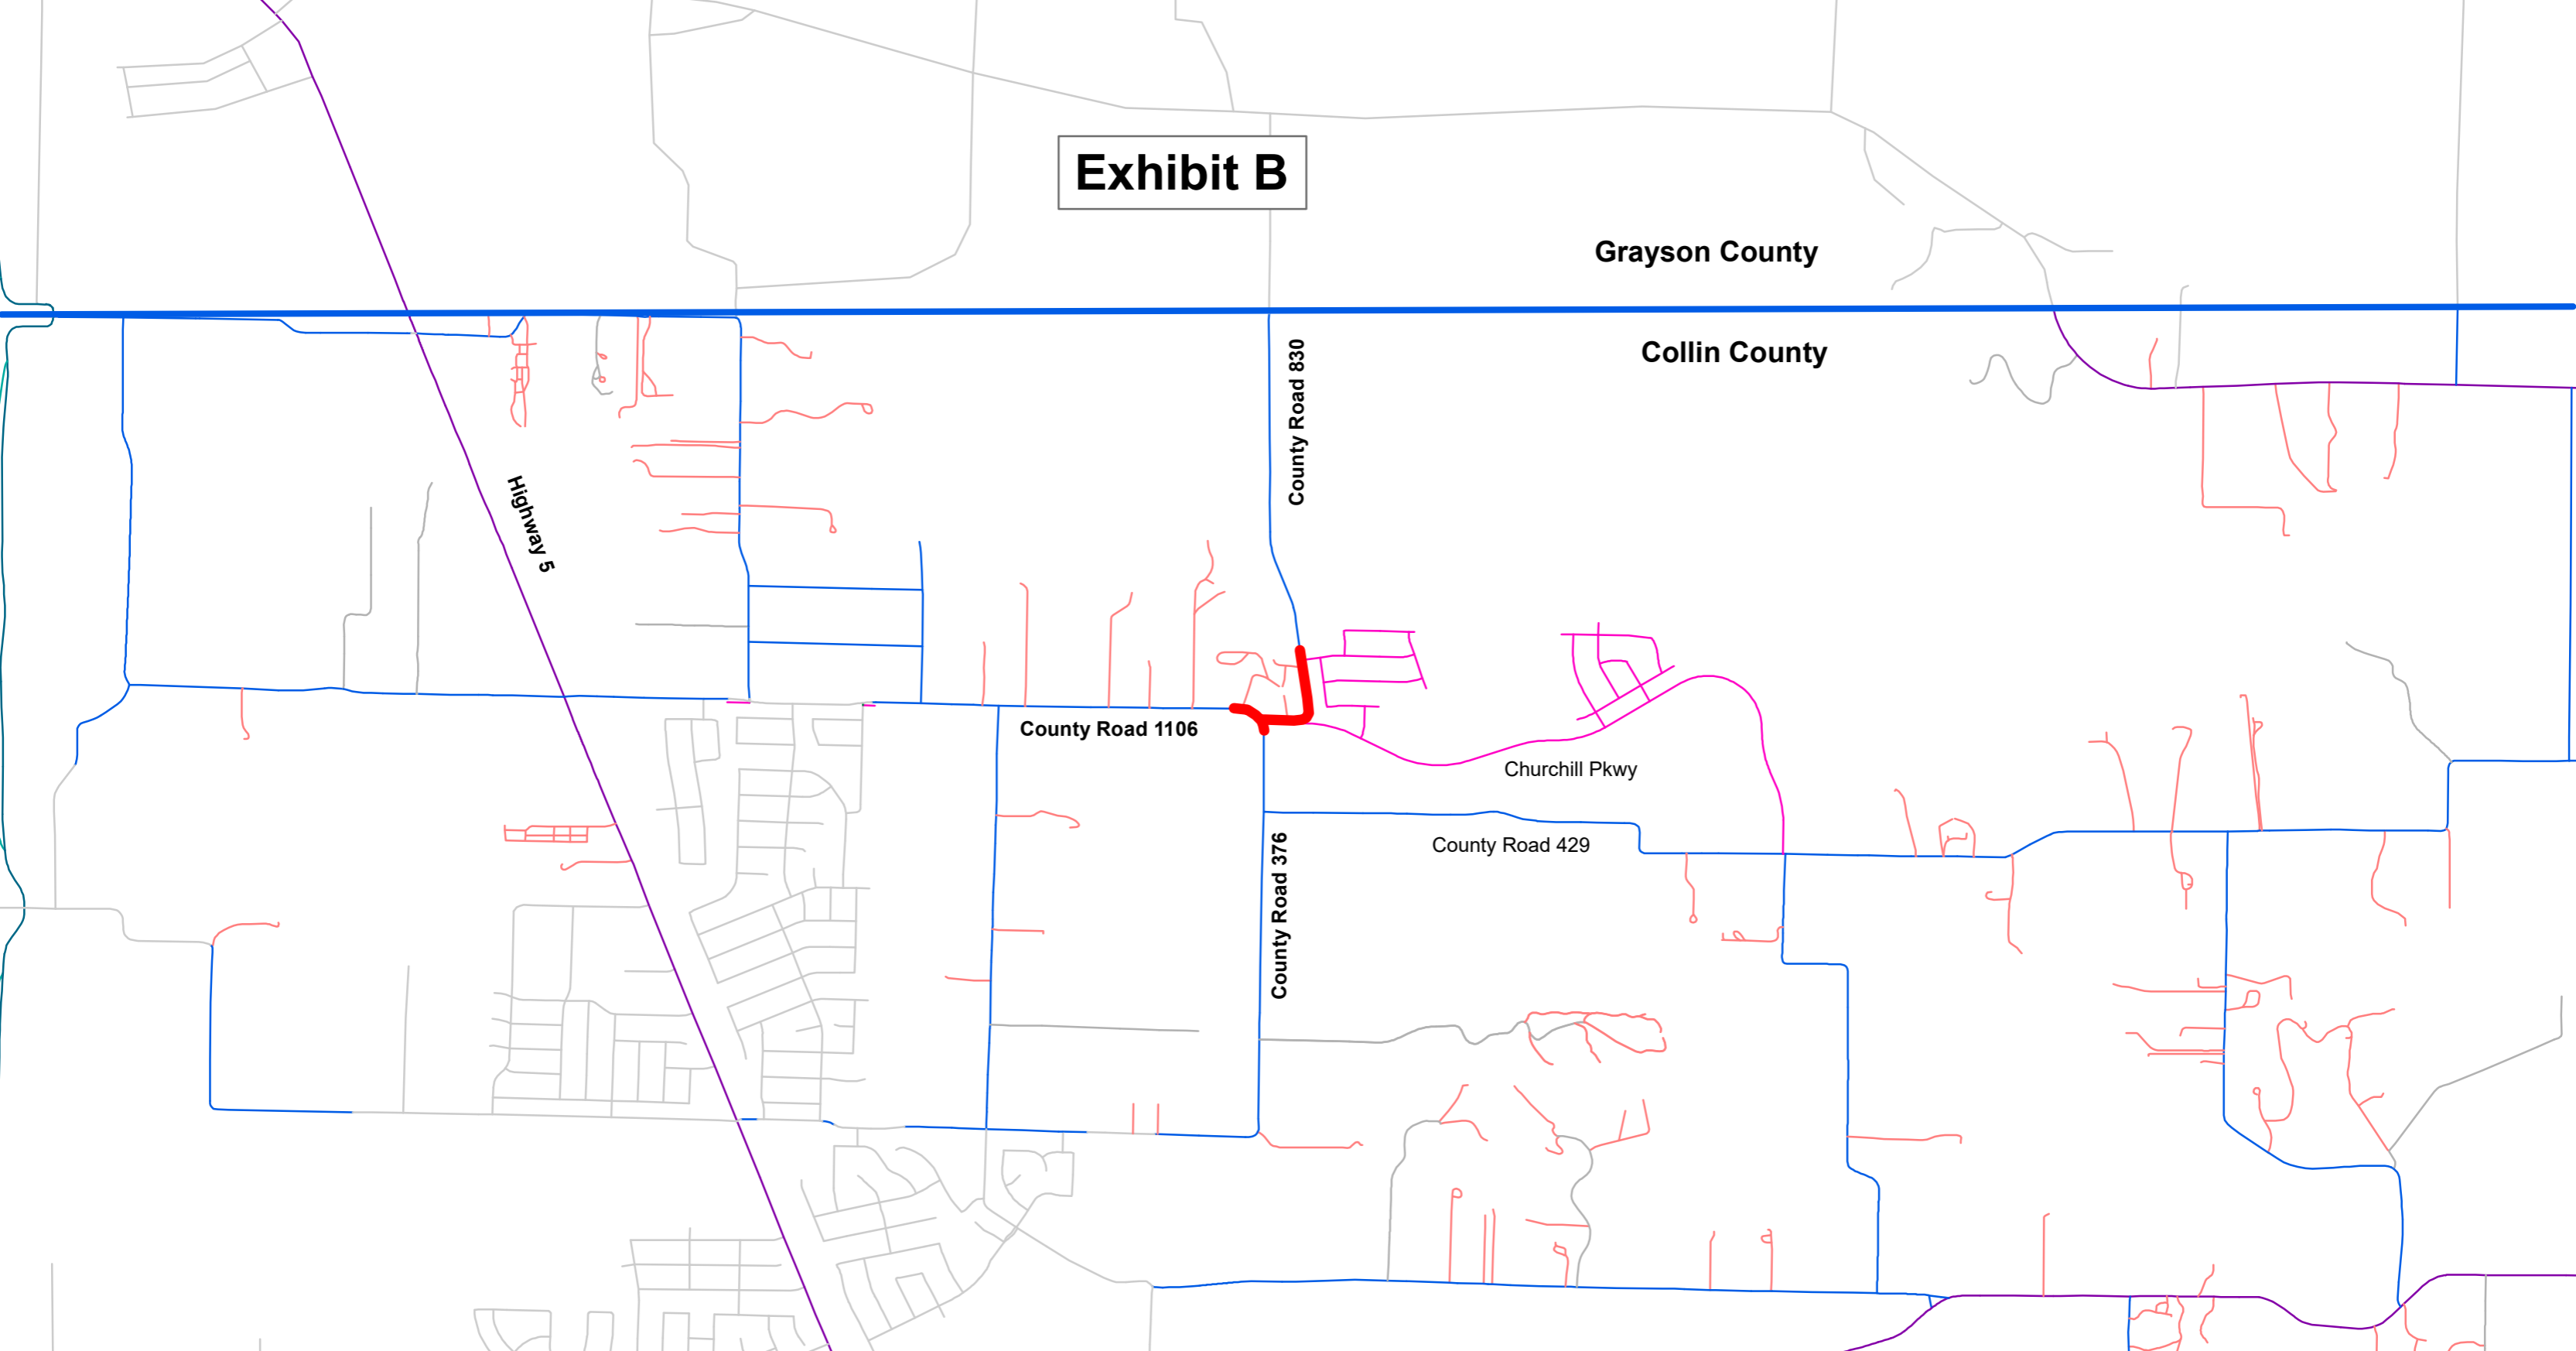 Exhibit B
Grayson County
Collin County
County Road 830
Highway 5
County Road 1106
Churchill Pkwy
County Road 429
County Road 376